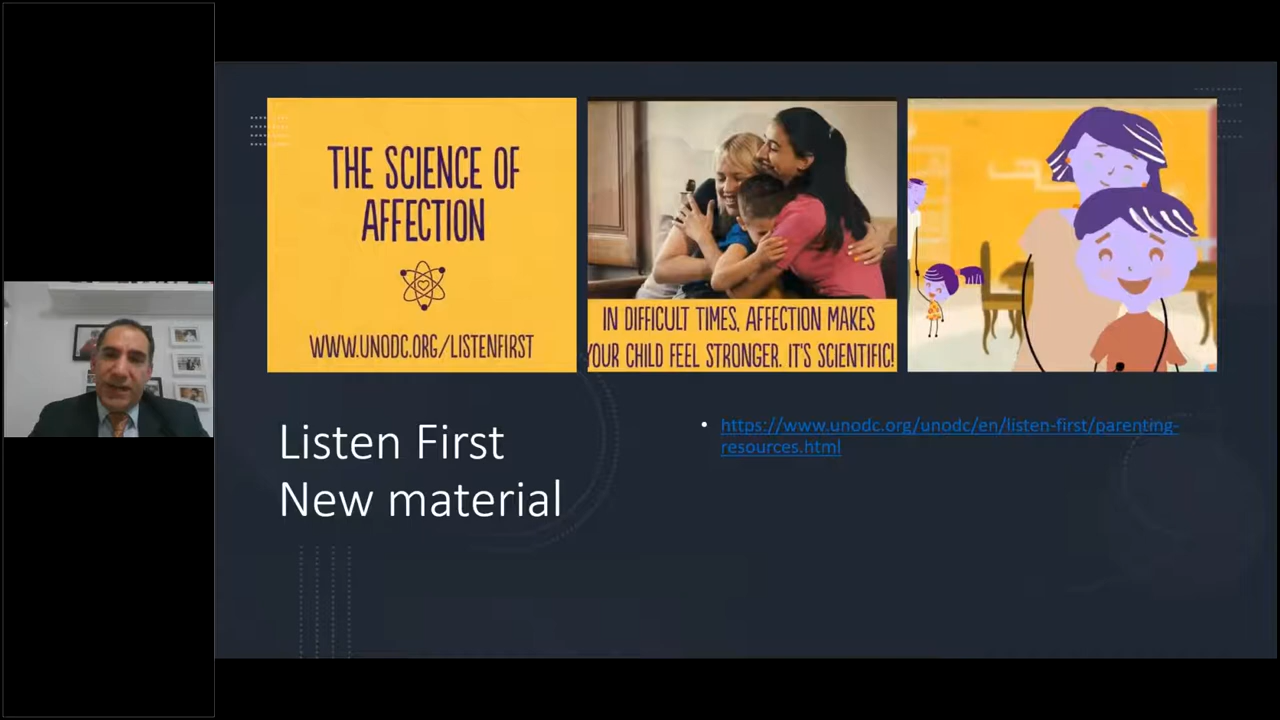 THE SCIENCE OF
AFFECTION
WWW.UNODC.ORG/LISTENFIRST
IN DIFFICULT TIMES, AFFECTION MAKES
YOUR CHILD FEEL STRONGER. IT'S SCIENTIFIC!
Listen First
New material
• https://www.unodc.org/unodc/en/listen-first/parenting-
resources.html